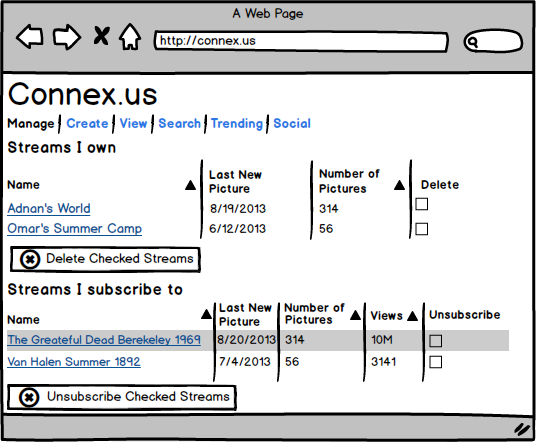 A Web Page
http://connex.us
Connex.us
Manage Create View Search Trending Social
Streams I own
Name Last New Picture Number of Pictures Delete
Adnan's World 8/19/2013 314
Omar's Summer Camp 6/12/2013 56
Delete Checked Streams
Streams I subscribe to
Name Last New Picture Number of Pictures Views Unsubscribe
The Greateful Dead Berekeley 1969 8/20/2013 314 10M
Van Halen Summer 1892 7/4/2013 56 3141
Unsubscribe Checked Streams